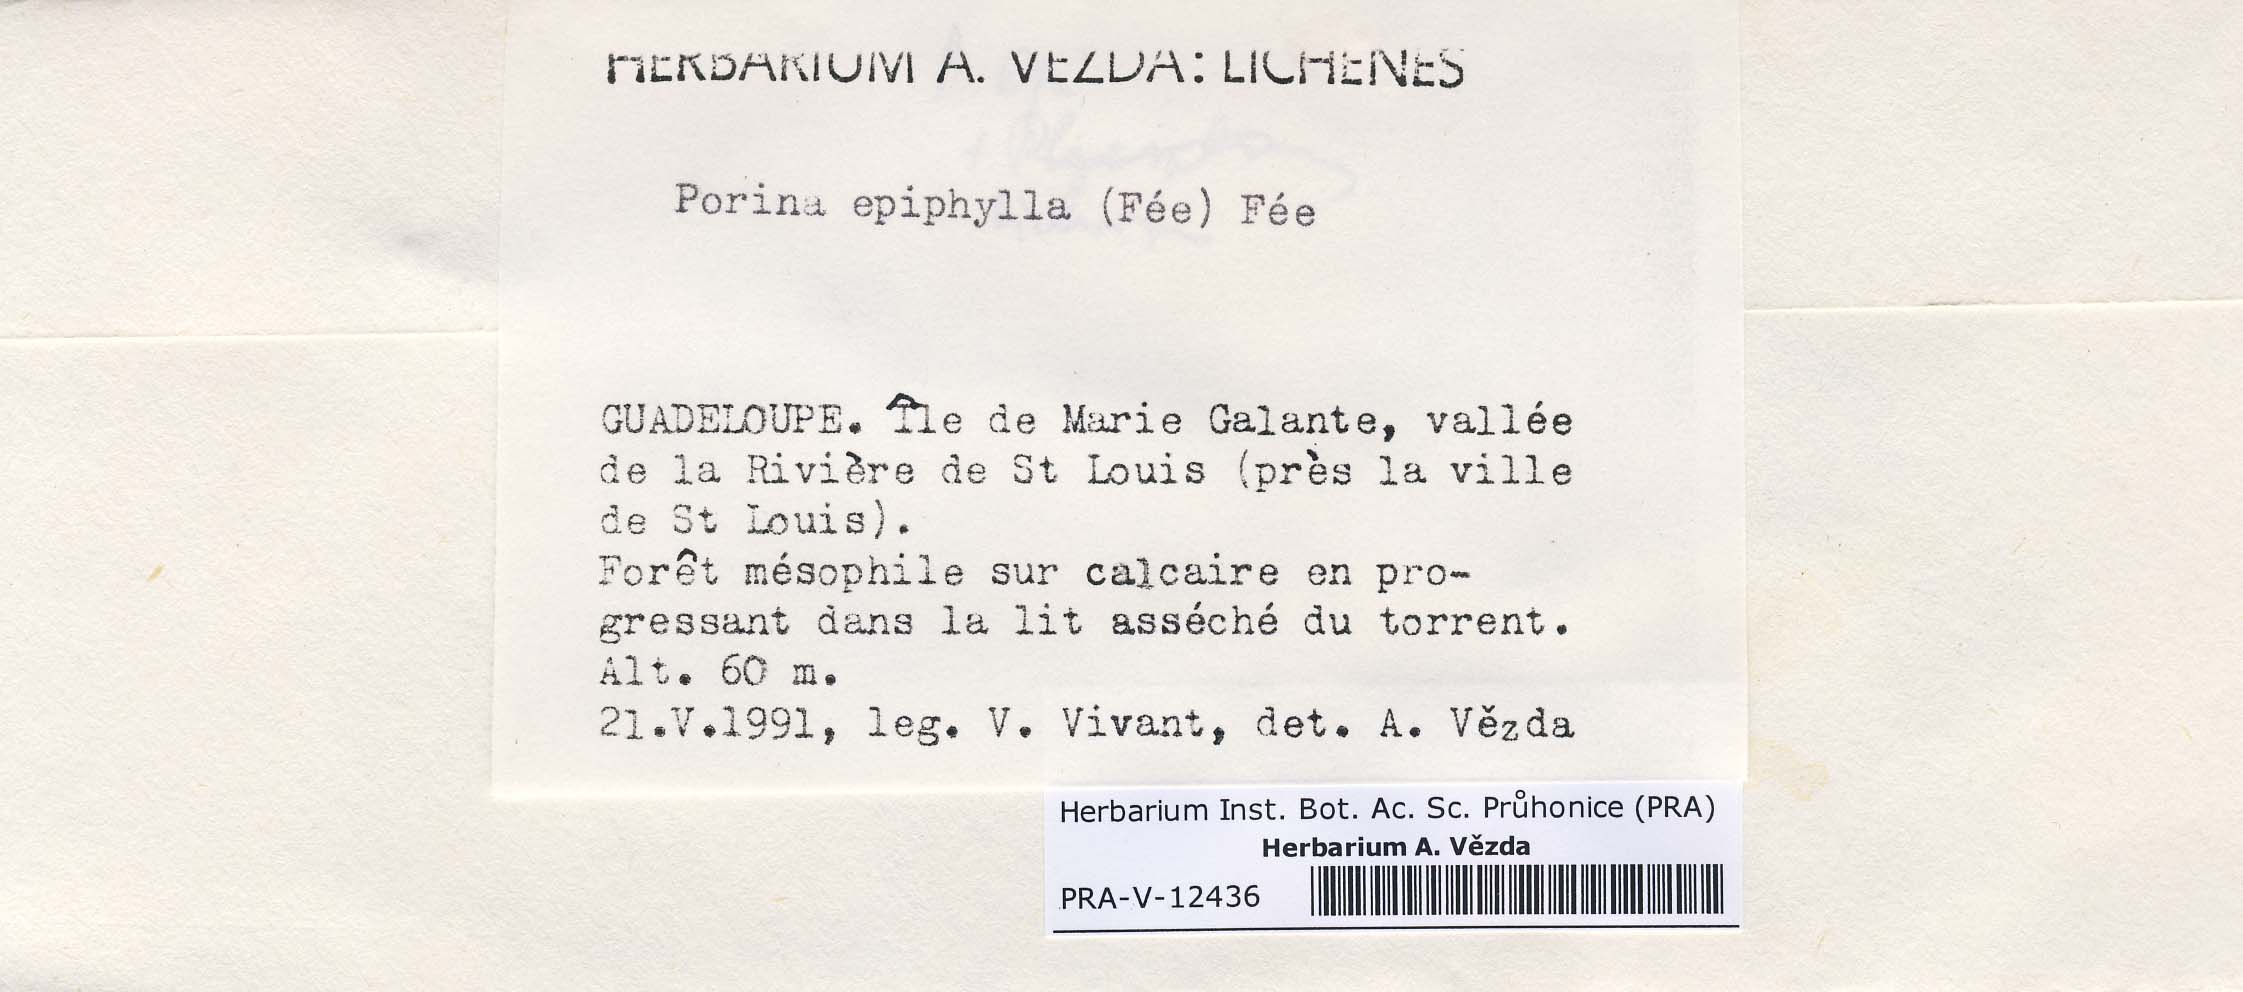 HERBARIUM A. VĚZDA: LICHENES
Porina epiphylla (Fée) Fée
GUADELOUPE. Île de Marie Galante, vallée
de la Rivière de St Louis (près la ville
de St Louis).
Forêt mésophile sur calcaire en pro-
gressant dans la lit asséché du torrent.
Alt. 60 m.
21.V.1991, leg. V. Vivant, det. A. Vězda
Herbarium Inst. Bot. Ac. Sc. Průhonice (PRA)
Herbarium A. Vězda
PRA-V-12436